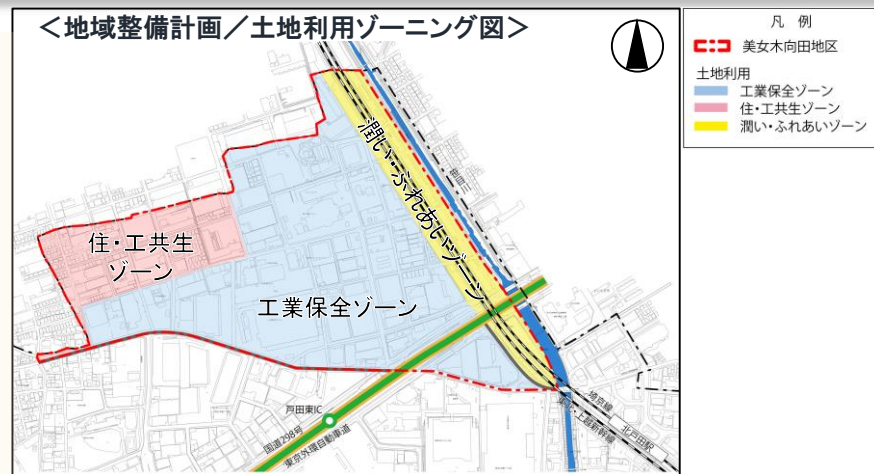 ＜地域整備計画／土地利用ゾーニング図＞
凡 例
美女木向田地区
土地利用
工業保全ゾーン
住・工共生ゾーン
潤い・ふれあいゾーン
潤い・ふれあいゾーン
住・工共生
ゾーン
工業保全ゾーン
戸田東IC
国道298号
東京外環自動車道
埼京線
上越新幹線
北戸田駅